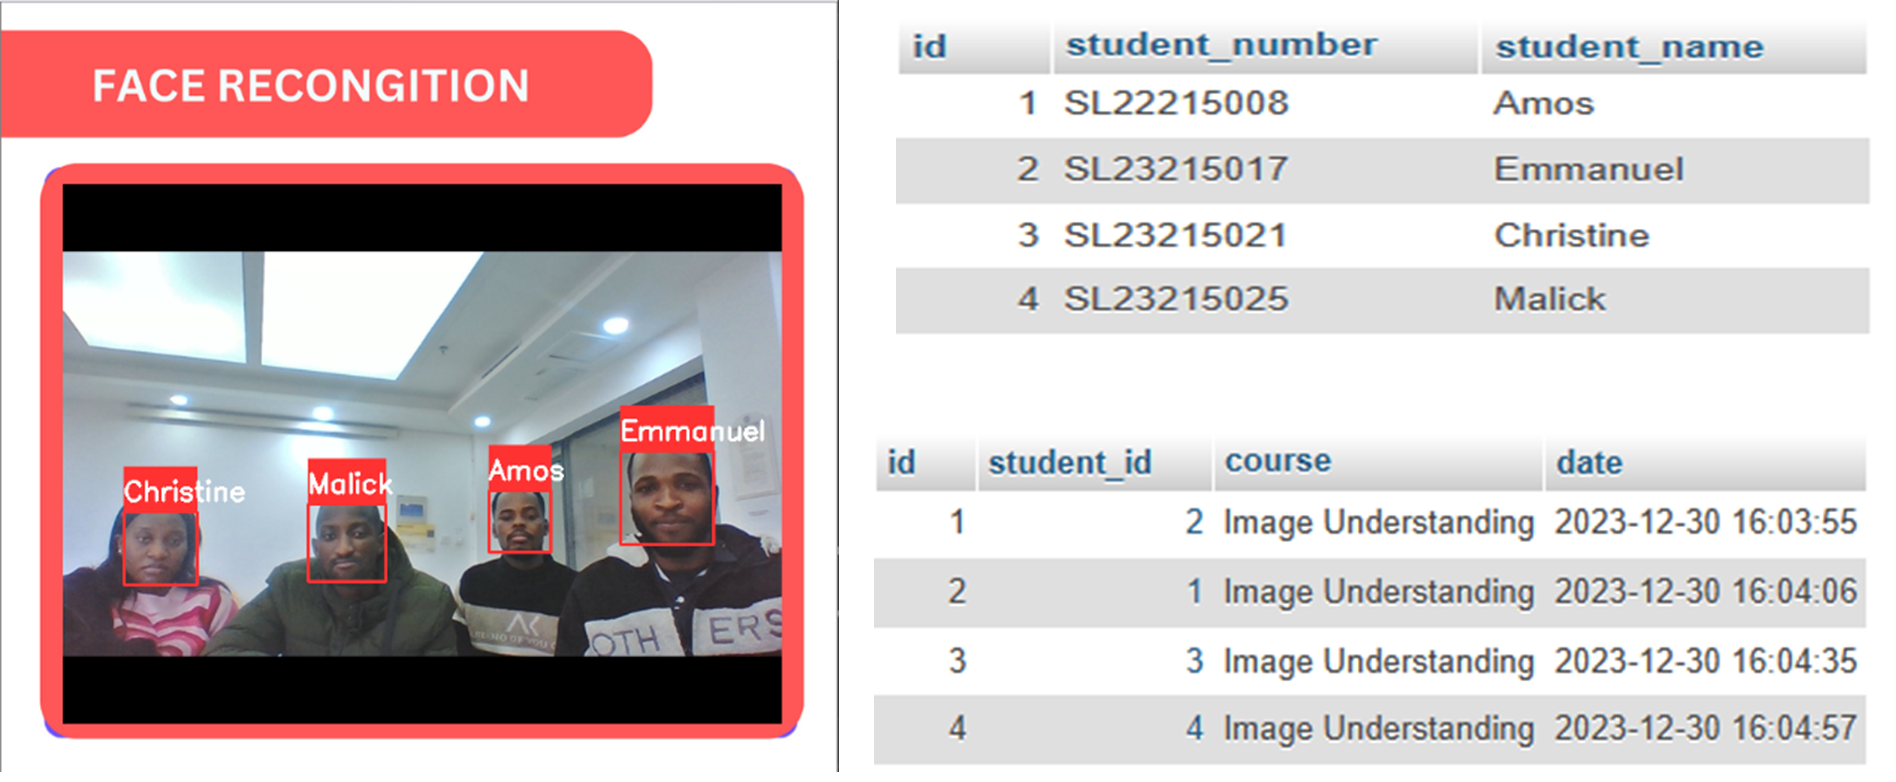 FACE RECONGITION
Christine
Malick
Amos
Emmanuel
AK
OTH ERS
id student_number student_name
1 SL22215008 Amos
2 SL23215017 Emmanuel
3 SL23215021 Christine
4 SL23215025 Malick
id student_id course date
1 2 Image Understanding 2023-12-30 16:03:55
2 1 Image Understanding 2023-12-30 16:04:06
3 3 Image Understanding 2023-12-30 16:04:35
4 4 Image Understanding 2023-12-30 16:04:57